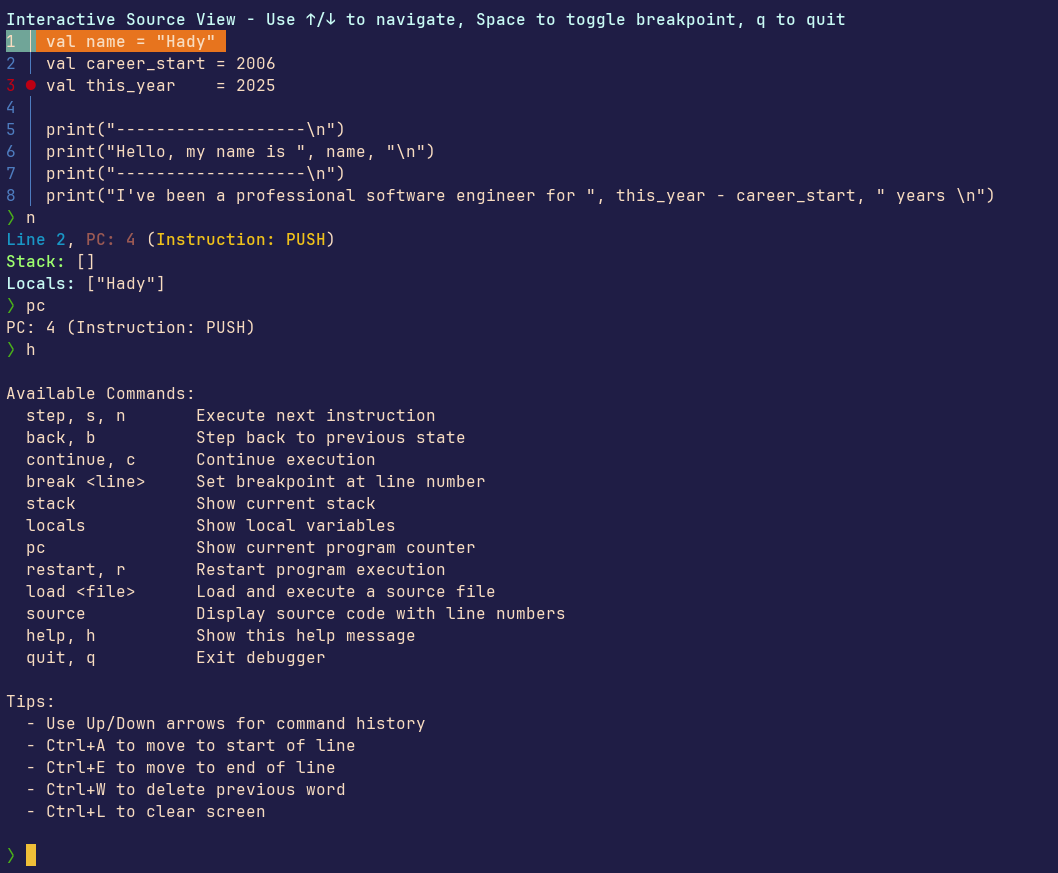 Interactive Source View - Use ↑/↓ to navigate, Space to toggle breakpoint, q to quit
1 │ val name = "Hady"
2 │ val career_start = 2006
3 ● val this_year    = 2025
4 │
5 │ print("-------------------\n")
6 │ print("Hello, my name is ", name, "\n")
7 │ print("-------------------\n")
8 │ print("I've been a professional software engineer for ", this_year - career_start, " years \n")
❯ n
Line 2, PC: 4 (Instruction: PUSH)
Stack: []
Locals: ["Hady"]
❯ pc
PC: 4 (Instruction: PUSH)
❯ h

Available Commands:
  step, s, n       Execute next instruction
  back, b          Step back to previous state
  continue, c      Continue execution
  break <line>     Set breakpoint at line number
  stack            Show current stack
  locals           Show local variables
  pc               Show current program counter
  restart, r       Restart program execution
  load <file>      Load and execute a source file
  source           Display source code with line numbers
  help, h          Show this help message
  quit, q          Exit debugger

Tips:
  - Use Up/Down arrows for command history
  - Ctrl+A to move to start of line
  - Ctrl+E to move to end of line
  - Ctrl+W to delete previous word
  - Ctrl+L to clear screen

❯